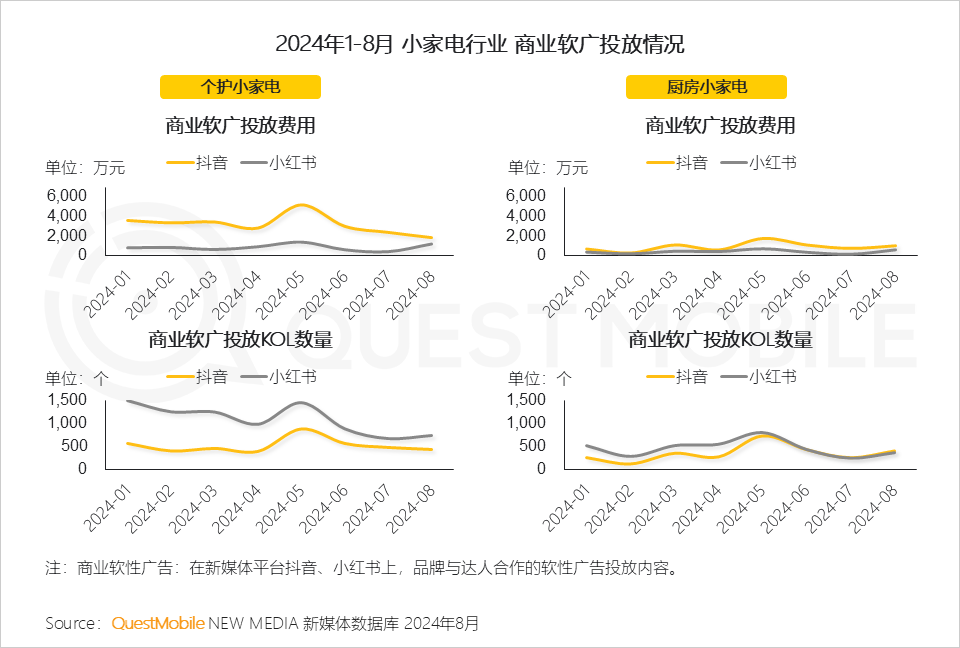 2024年1-8月 小家电行业 商业软广投放情况
个护小家电
商业软广投放费用
单位：万元
抖音 小红书
6,000
4,000
2,000
0
2024-01 2024-02 2024-03 2024-04 2024-05 2024-06 2024-07 2024-08
商业软广投放KOL数量
单位：个
抖音 小红书
1,500
1,000
500
0
2024-01 2024-02 2024-03 2024-04 2024-05 2024-06 2024-07 2024-08
厨房小家电
商业软广投放费用
单位：万元
抖音 小红书
6,000
4,000
2,000
0
2024-01 2024-02 2024-03 2024-04 2024-05 2024-06 2024-07 2024-08
商业软广投放KOL数量
单位：个
抖音 小红书
1,500
1,000
500
0
2024-01 2024-02 2024-03 2024-04 2024-05 2024-06 2024-07 2024-08
QUEST MOBILE
注：商业软性广告：在新媒体平台抖音、小红书上，品牌与达人合作的软性广告投放内容。
Source：QuestMobile NEW MEDIA 新媒体数据库 2024年8月